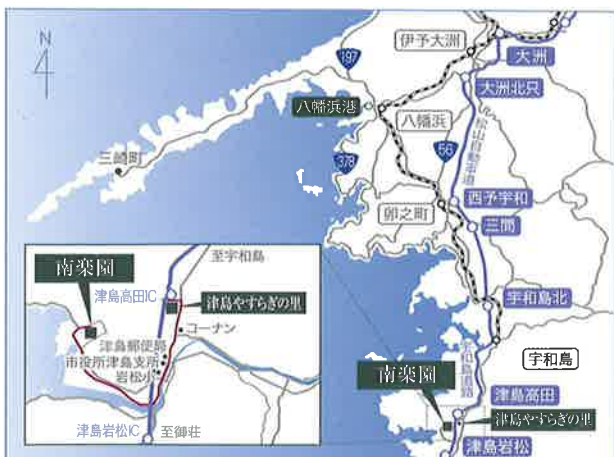 N
伊予大洲
大洲
197
大洲北只
八幡浜港
八幡浜
松山自動車道
三崎町
378
56
西予宇和
卯之町
三間
至宇和島
南楽園
津島高田IC
津島やすらぎの里
コーナン
津島郵便局
市役所津島支所
岩松小
津島岩松IC
至御荘
宇和島北
宇和島
宇和島道路
南楽園
津島高田
津島やすらぎの里
津島岩松